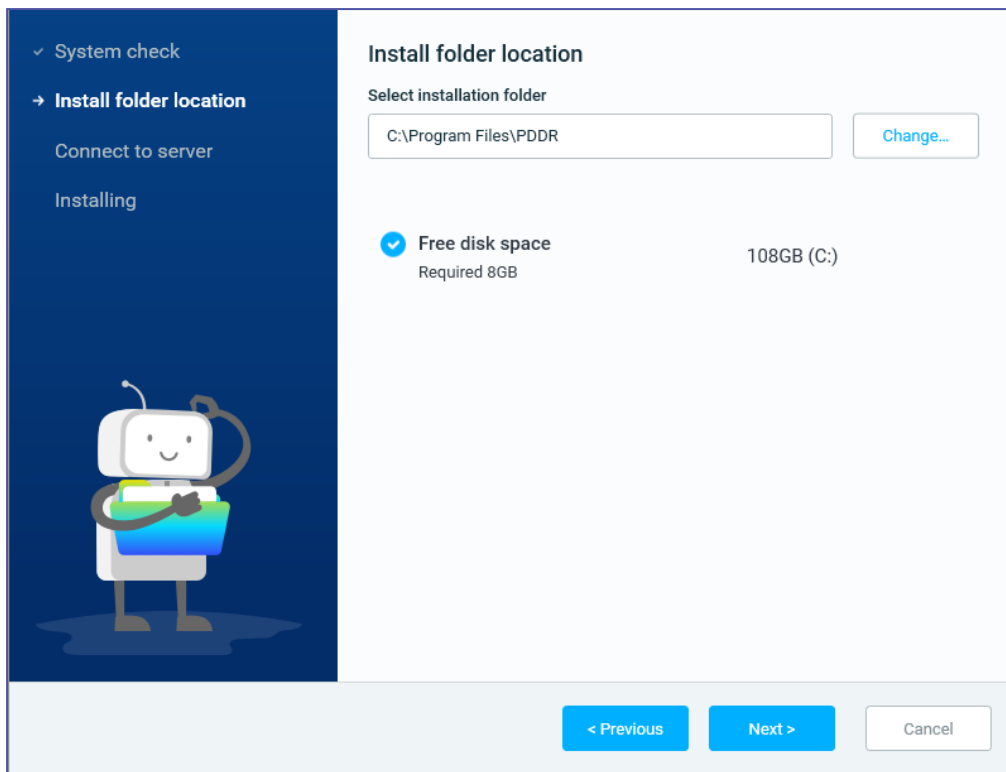 System check
Install folder location
Connect to server
Installing
Install folder location
Select installation folder
C:\Program Files\PDDR
Change...
Free disk space
Required 8GB
108GB (C:)
< Previous
Next >
Cancel